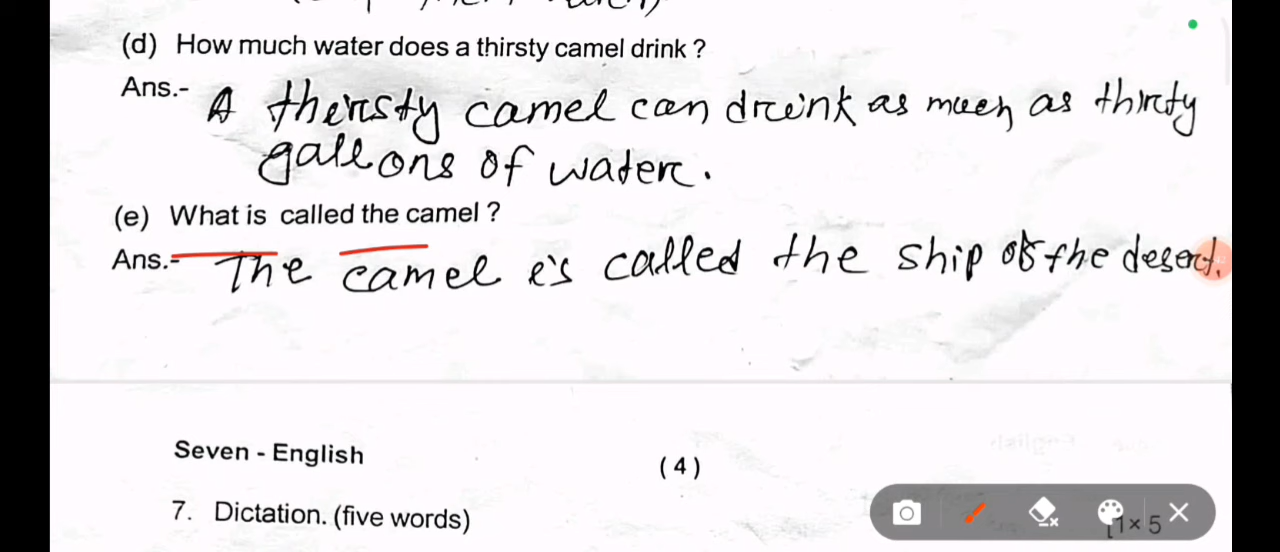 (d) How much water does a thirsty camel drink ?
Ans.- A thirsty camel can drink as much as thirty
gallons of water.
(e) What is called the camel ?
Ans.- The camel is called the ship of the desert.
Seven - English
(4)
7. Dictation. (five words)
1 × 5